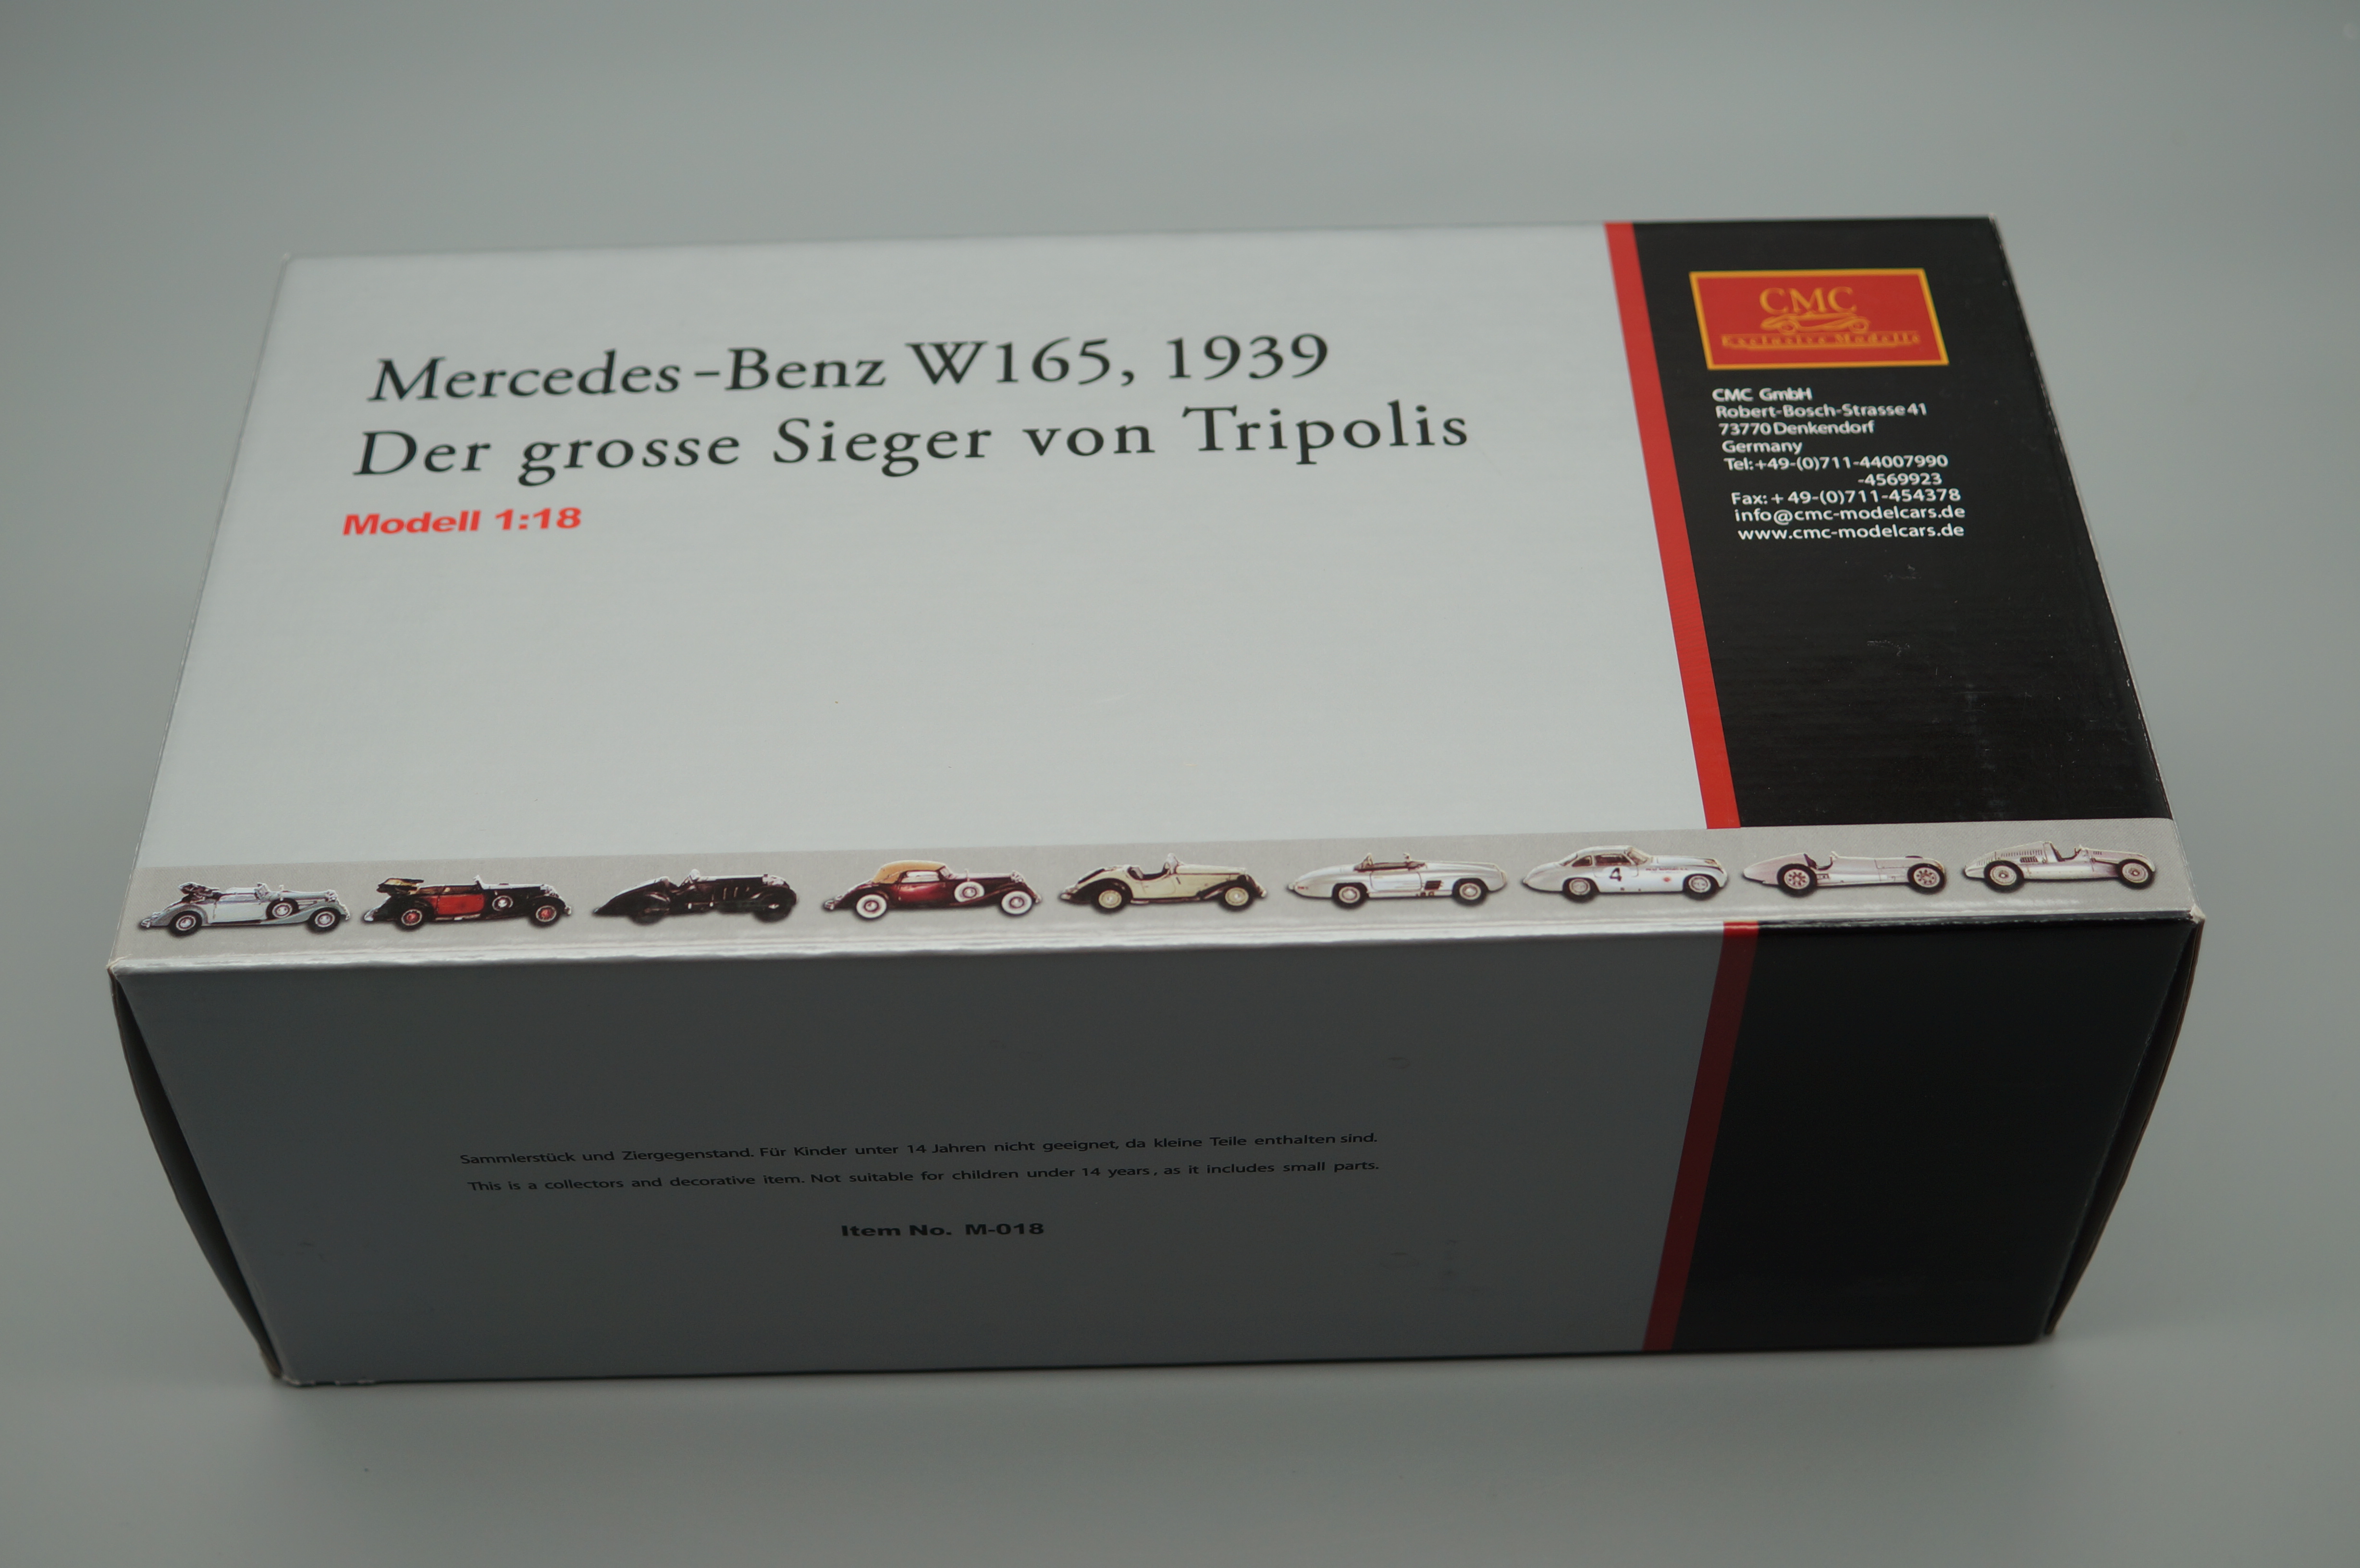 Mercedes-Benz W165, 1939
Der grosse Sieger von Tripolis
Modell 1:18
CMC
Exclusive Modelle
CMC GmbH
Robert-Bosch-Strasse 41
73770 Denkendorf
Germany
Tel:+49-(0)711-44007990
-4569923
Fax:+ 49-(0)711-454378
info@cmc-modelcars.de
www.cmc-modelcars.de
4
Sammlerstück und Ziergegenstand. Für Kinder unter 14 Jahren nicht geeignet, da kleine Teile enthalten sind.
This is a collectors and decorative item. Not suitable for children under 14 years, as it includes small parts.
Item No. M-018